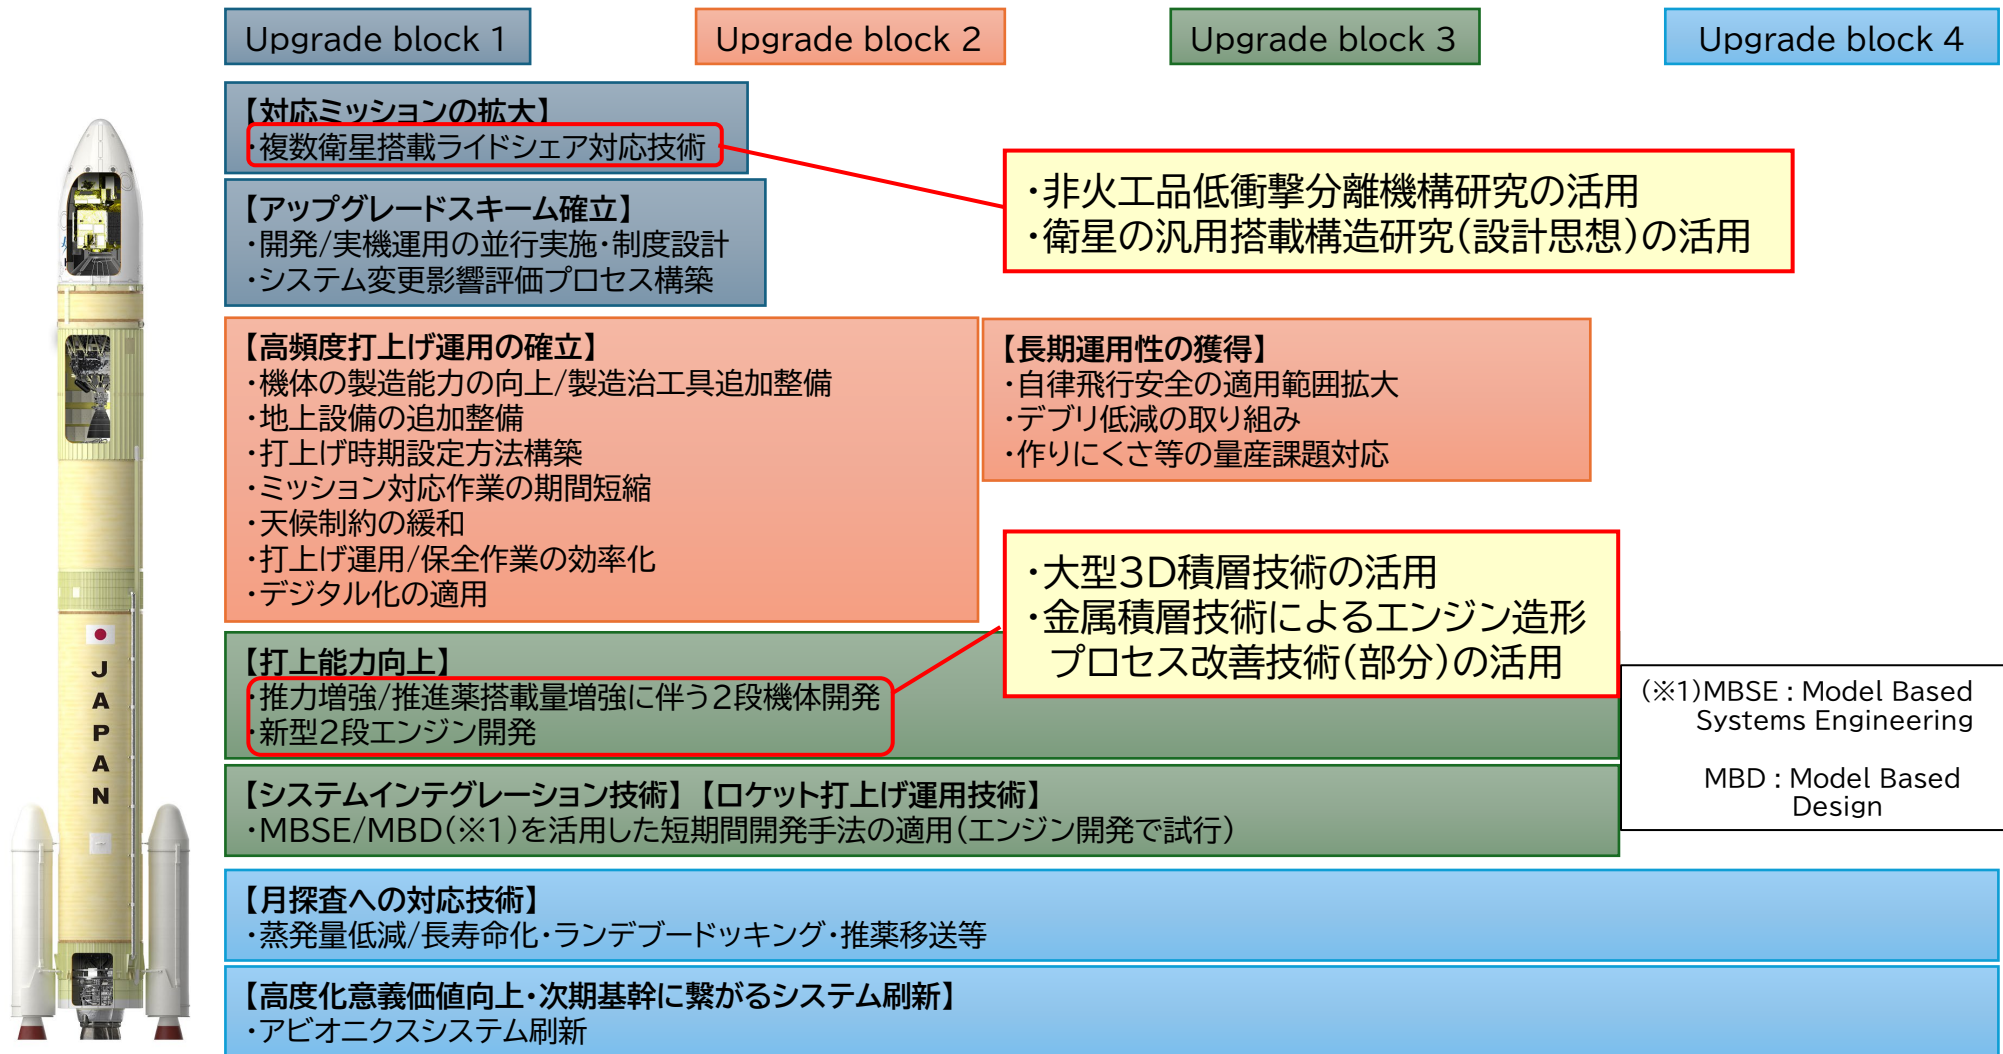 Upgrade block 1
Upgrade block 2
Upgrade block 3
Upgrade block 4
【対応ミッションの拡大】
・複数衛星搭載ライドシェア対応技術
・非火工品低衝撃分離機構研究の活用
・衛星の汎用搭載構造研究(設計思想)の活用
【アップグレードスキーム確立】
・開発/実機運用の並行実施・制度設計
・システム変更影響評価プロセス構築
【高頻度打上げ運用の確立】
・機体の製造能力の向上/製造治工具追加整備
・地上設備の追加整備
・打上げ時期設定方法構築
・ミッション対応作業の期間短縮
・天候制約の緩和
・打上げ運用/保全作業の効率化
・デジタル化の適用
【長期運用性の獲得】
・自律飛行安全の適用範囲拡大
・デブリ低減の取り組み
・作りにくさ等の量産課題対応
・大型3D積層技術の活用
・金属積層技術によるエンジン造形
プロセス改善技術(部分)の活用
【打上能力向上】
・推力増強/推進薬搭載量増強に伴う2段機体開発
・新型2段エンジン開発
(※1)MBSE : Model Based
Systems Engineering
MBD : Model Based
Design
【システムインテグレーション技術】【ロケット打上げ運用技術】
・MBSE/MBD(※1)を活用した短期間開発手法の適用(エンジン開発で試行)
【月探査への対応技術】
・蒸発量低減/長寿命化・ランデブードッキング・推薬移送等
【高度化意義価値向上・次期基幹に繋がるシステム刷新】
・アビオニクスシステム刷新
JAPAN